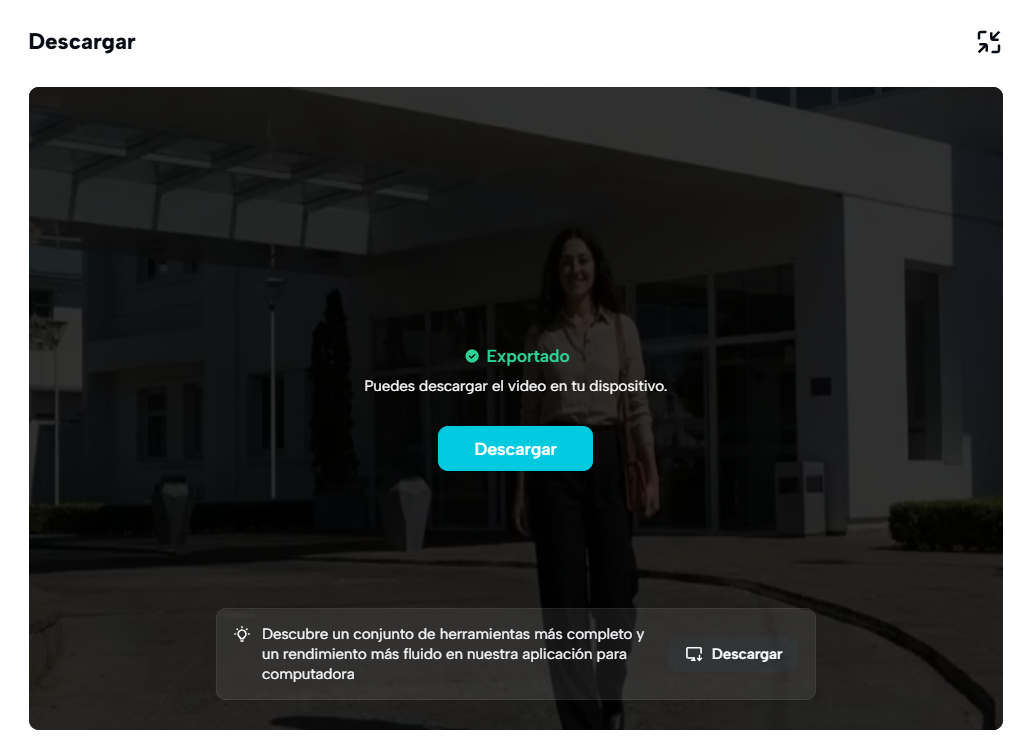 Descargar
Exportado
Puedes descargar el video en tu dispositivo.
Descargar
Descubre un conjunto de herramientas más completo y
un rendimiento más fluido en nuestra aplicación para
computadora
Descargar